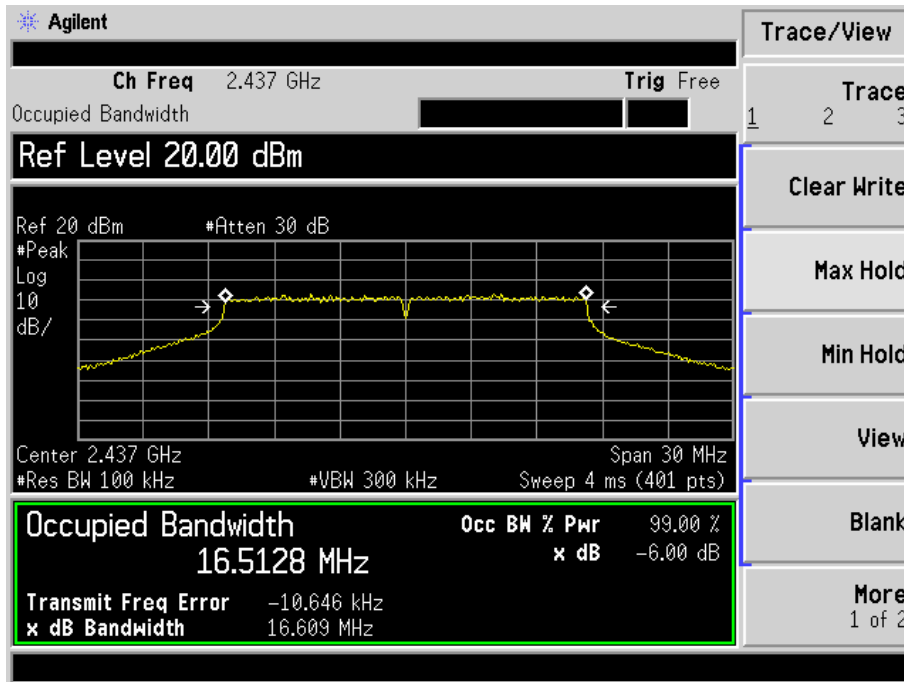 Agilent
Trace/View
Ch Freq 2.437 GHz Trig Free
Occupied Bandwidth
Trace
1 2 3
Ref Level 20.00 dBm
Clear Write
Ref 20 dBm #Atten 30 dB
#Peak
Log
10
dB/
Max Hold
Min Hold
View
Center 2.437 GHz Span 30 MHz
#Res BW 100 kHz #VBW 300 kHz Sweep 4 ms (401 pts)
Occupied Bandwidth Occ BW % Pwr 99.00 %
16.5128 MHz x dB -6.00 dB
Blank
Transmit Freq Error -10.646 kHz
x dB Bandwidth 16.609 MHz
More
1 of 2